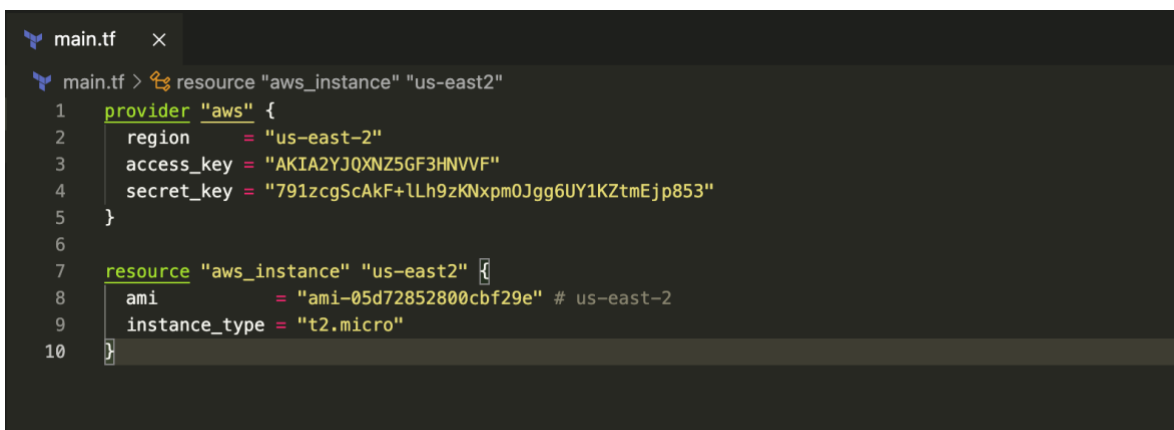 main.tf ×
main.tf > resource "aws_instance" "us-east2"
1 provider "aws" {
2 region = "us-east-2"
3 access_key = "AKIA2YJQXNZ5GF3HNVVF"
4 secret_key = "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"
5 }
6
7 resource "aws_instance" "us-east2" {
8 ami = "ami-05d72852800cbf29e" # us-east-2
9 instance_type = "t2.micro"
10 }